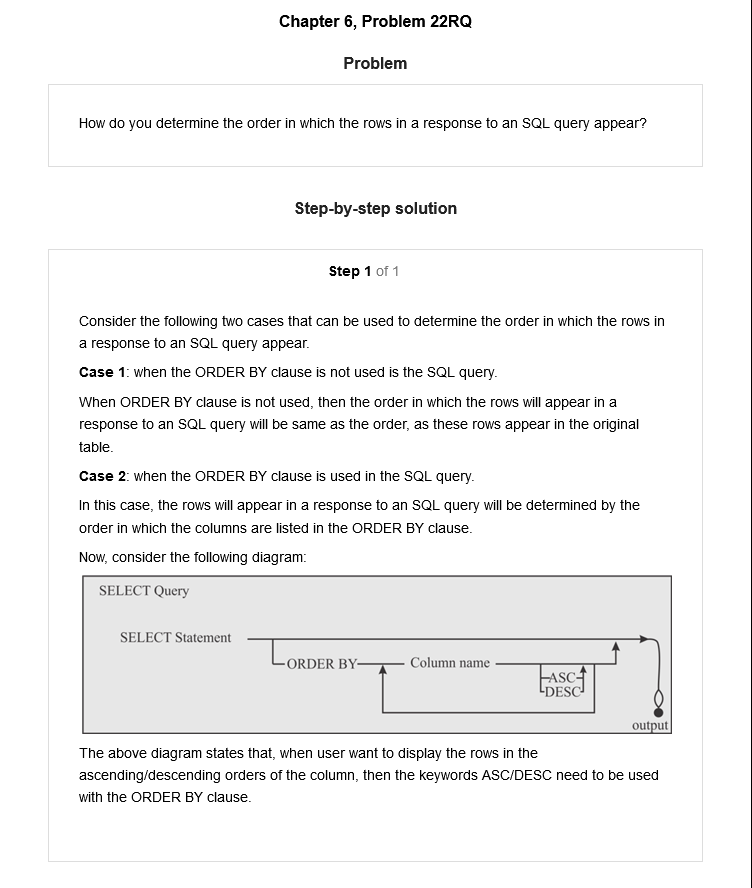 Chapter 6, Problem 22RQ
Problem
How do you determine the order in which the rows in a response to an SQL query appear?
Step-by-step solution
Step 1 of 1
Consider the following two cases that can be used to determine the order in which the rows in
a response to an SQL query appear.
Case 1: when the ORDER BY clause is not used is the SQL query.
When ORDER BY clause is not used, then the order in which the rows will appear in a
response to an SQL query will be same as the order, as these rows appear in the original
table.
Case 2: when the ORDER BY clause is used in the SQL query.
In this case, the rows will appear in a response to an SQL query will be determined by the
order in which the columns are listed in the ORDER BY clause.
Now, consider the following diagram:
SELECT Query
SELECT Statement
ORDER BY
Column name
ASC
DESC
output
The above diagram states that, when user want to display the rows in the
ascending/descending orders of the column, then the keywords ASC/DESC need to be used
with the ORDER BY clause.